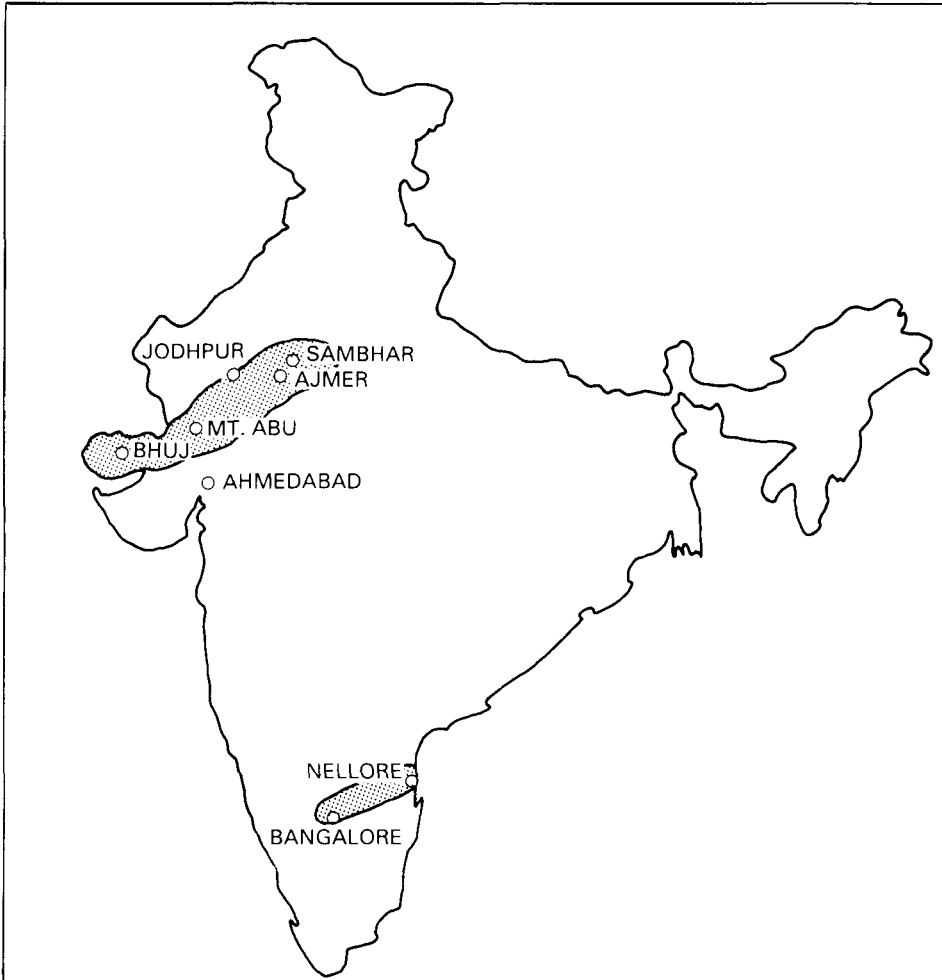 JODHPUR
SAMBHAR
AJMER
MT. ABU
BHUJ
AHMEDABAD
NELLORE
BANGALORE